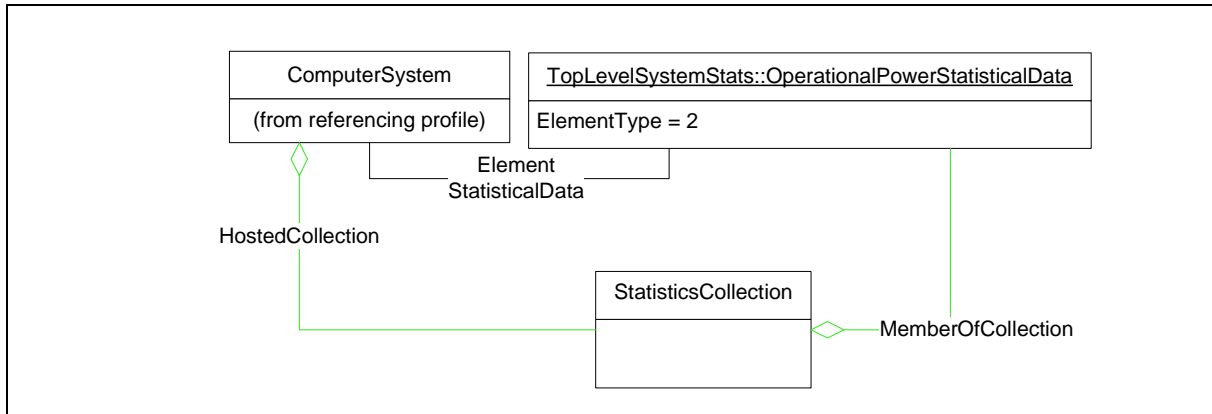 ComputerSystem
(from referencing profile)
TopLevelSystemStats::OperationalPowerStatisticalData
ElementType = 2
Element
StatisticalData
HostedCollection
StatisticsCollection
MemberOfCollection